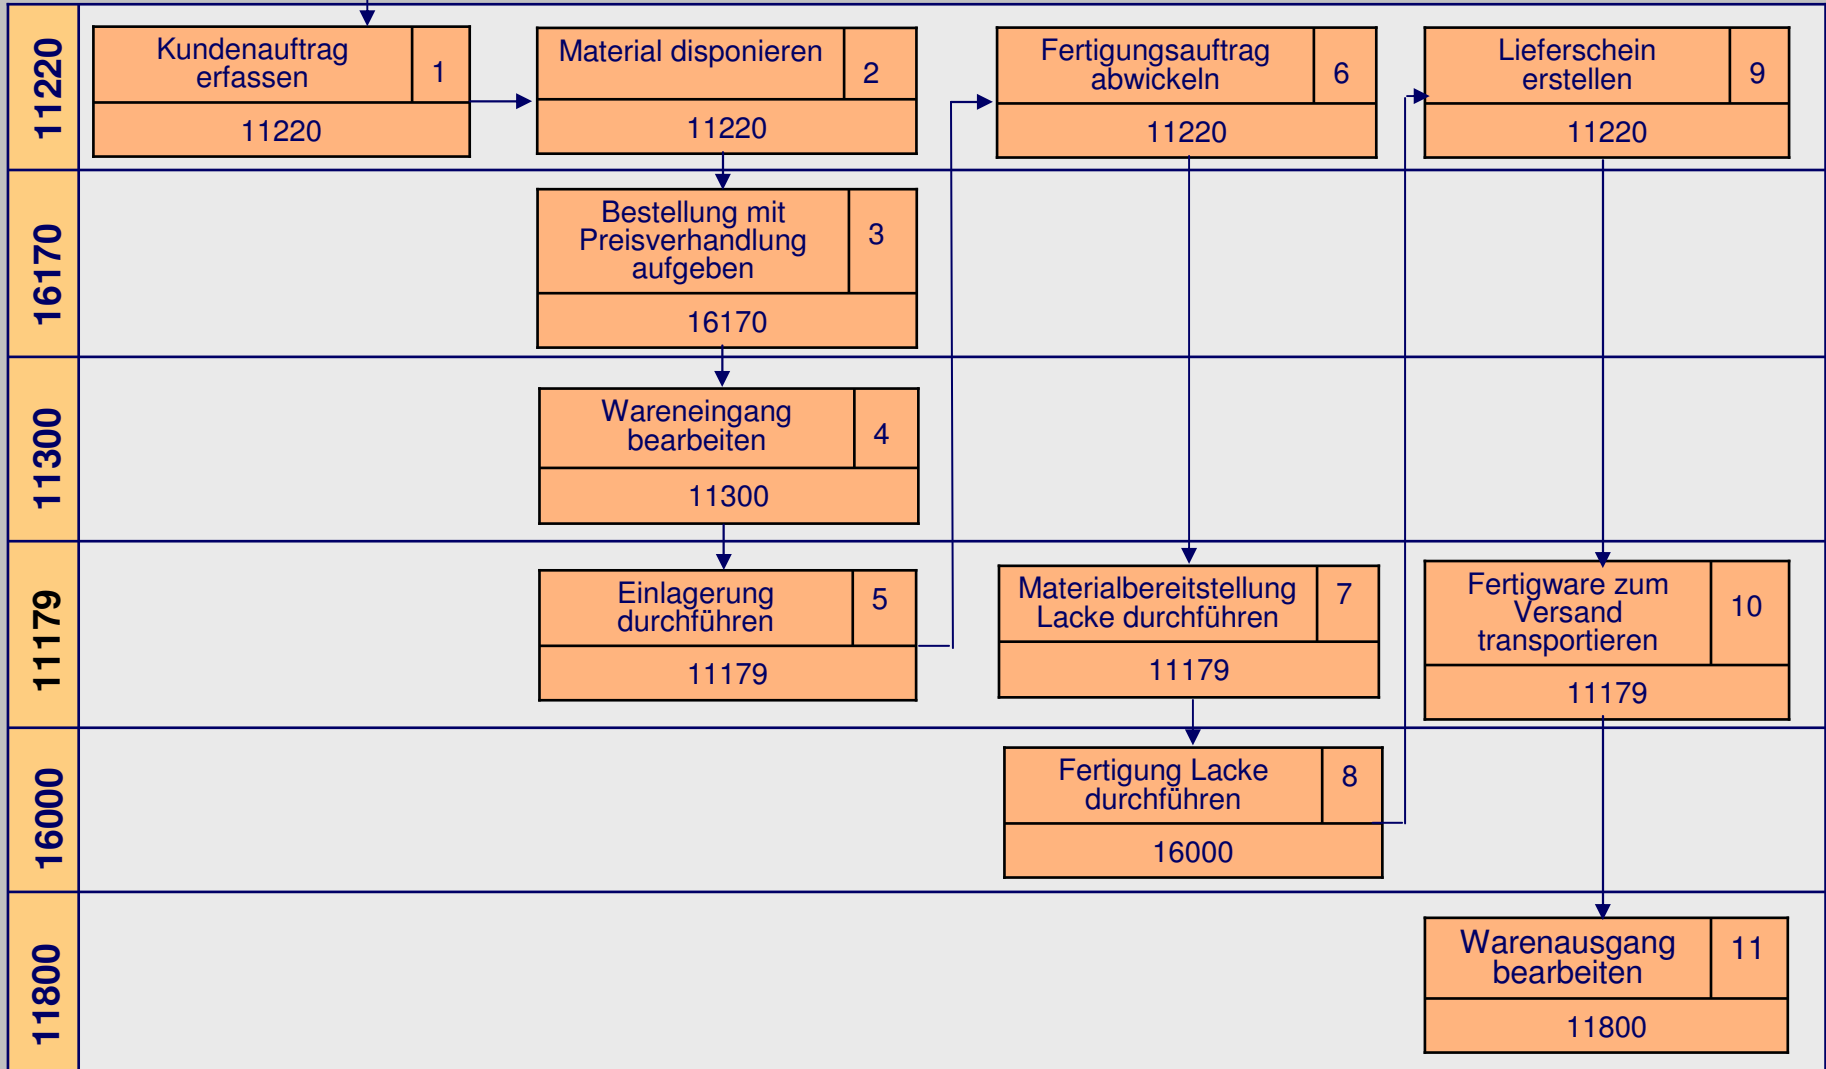 11220
Kundenauftrag
erfassen
1
11220
Material disponieren
2
11220
Fertigungsauftrag
abwickeln
6
11220
Lieferschein
erstellen
9
11220
16170
Bestellung mit
Preisverhandlung
aufgeben
3
16170
11300
Wareneingang
bearbeiten
4
11300
11179
Einlagerung
durchführen
5
11179
Materialbereitstellung
Lacke durchführen
7
11179
Fertigware zum
Versand
transportieren
10
11179
16000
Fertigung Lacke
durchführen
8
16000
11800
Warenausgang
bearbeiten
11
11800